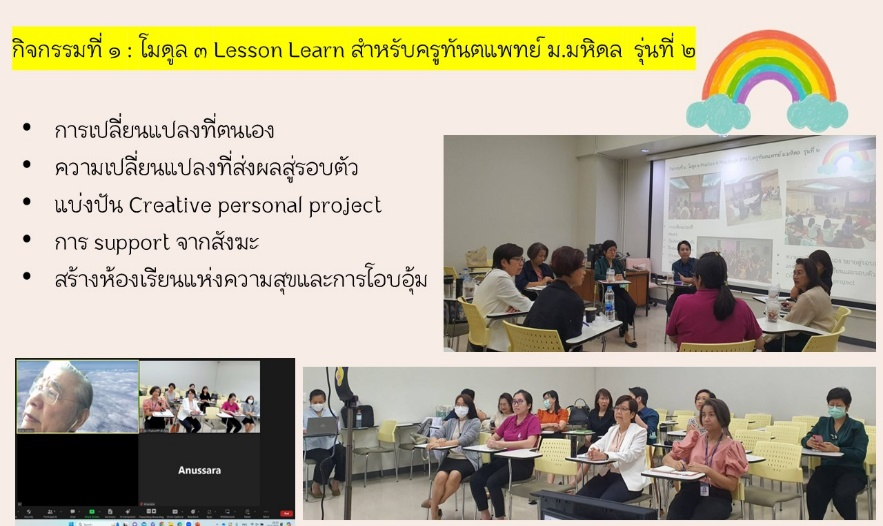 กิจกรรมที่ ๑ : โมดูล ๓ Lesson Learn สำหรับครูทันตแพทย์ ม.มหิดล รุ่นที่ ๒
• การเปลี่ยนแปลงที่ตนเอง
• ความเปลี่ยนแปลงที่ส่งผลสู่รอบตัว
• แบ่งปัน Creative personal project
• การ support จากสังฆะ
• สร้างห้องเรียนแห่งความสุขและการโอบอุ้ม
Anussara